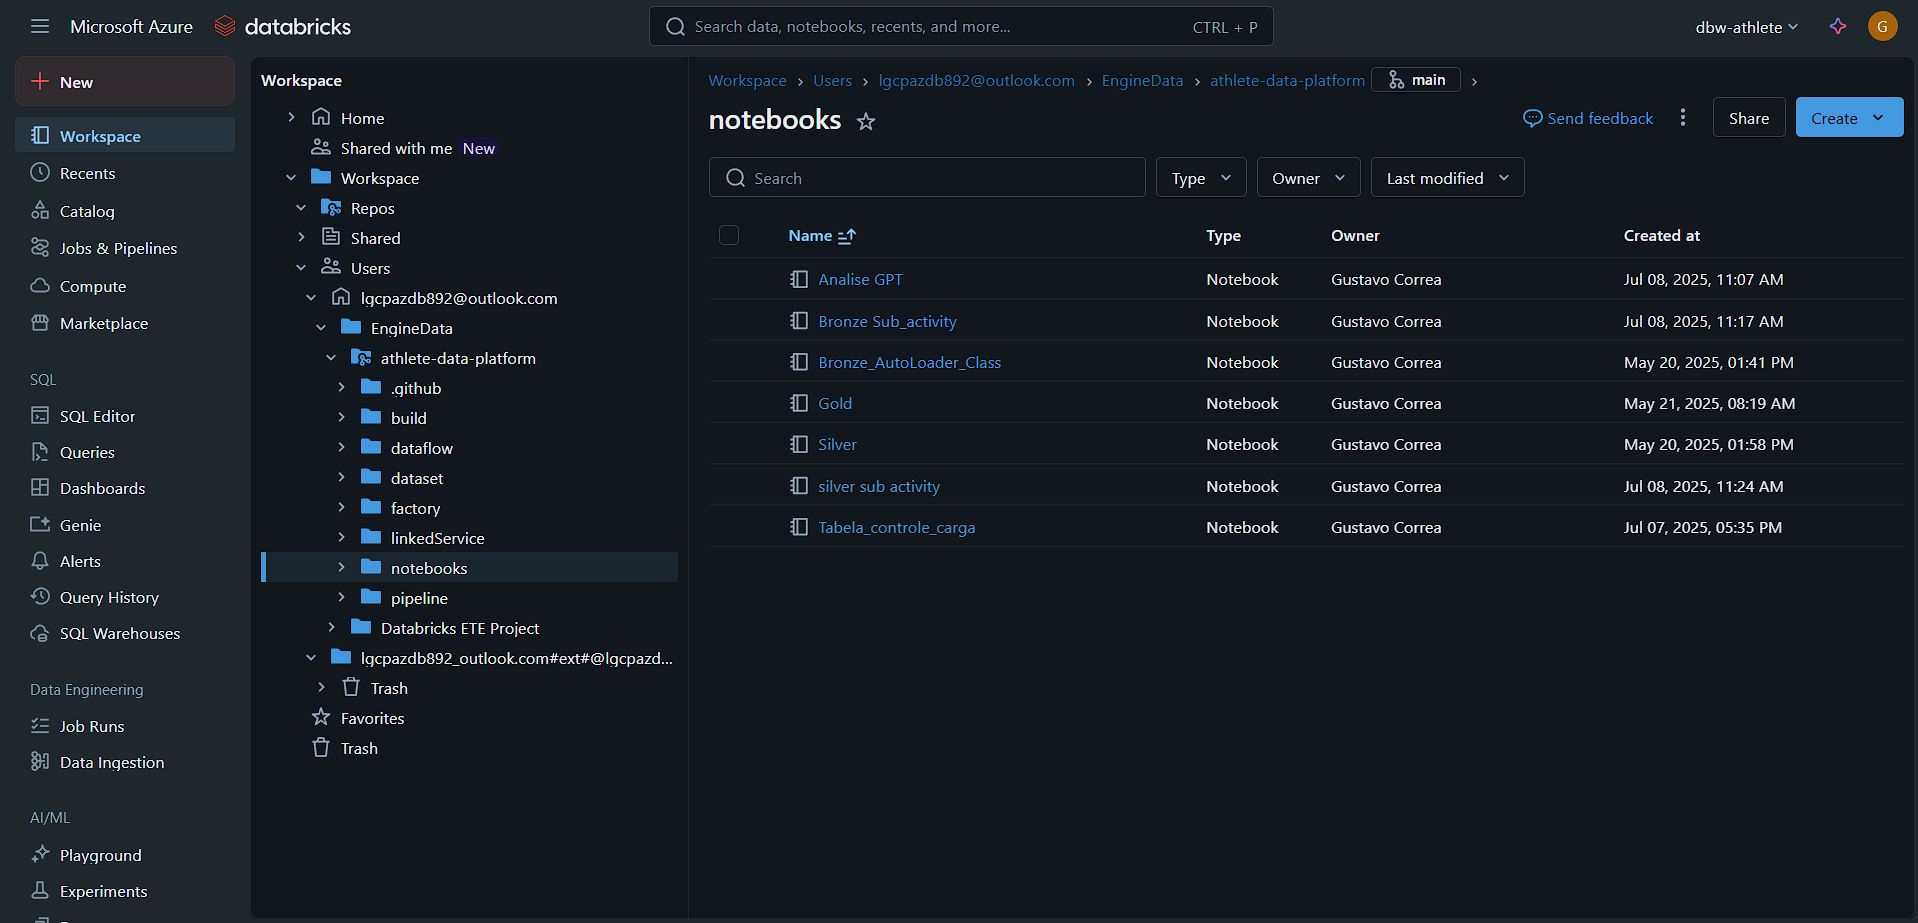 Microsoft Azure databricks
Search data, notebooks, recents, and more... CTRL + P
dbw-athlete
G
New
Workspace
Recents
Catalog
Jobs & Pipelines
Compute
Marketplace
SQL
SQL Editor
Queries
Dashboards
Genie
Alerts
Query History
SQL Warehouses
Data Engineering
Job Runs
Data Ingestion
AI/ML
Playground
Experiments
Workspace
Home
Shared with me New
Workspace
Repos
Shared
Users
lgcpazdb892@outlook.com
EngineData
athlete-data-platform
.github
build
dataflow
dataset
factory
linkedService
notebooks
pipeline
Databricks ETE Project
lgcpazdb892_outlook.com#ext#@lgcpazd...
Trash
Favorites
Trash
Workspace > Users > lgcpazdb892@outlook.com > EngineData > athlete-data-platform main >
notebooks
Send feedback
Share
Create
Search
Type
Owner
Last modified
Name Type Owner Created at
Analise GPT Notebook Gustavo Correa Jul 08, 2025, 11:07 AM
Bronze Sub_activity Notebook Gustavo Correa Jul 08, 2025, 11:17 AM
Bronze_AutoLoader_Class Notebook Gustavo Correa May 20, 2025, 01:41 PM
Gold Notebook Gustavo Correa May 21, 2025, 08:19 AM
Silver Notebook Gustavo Correa May 20, 2025, 01:58 PM
silver sub activity Notebook Gustavo Correa Jul 08, 2025, 11:24 AM
Tabela_controle_carga Notebook Gustavo Correa Jul 07, 2025, 05:35 PM